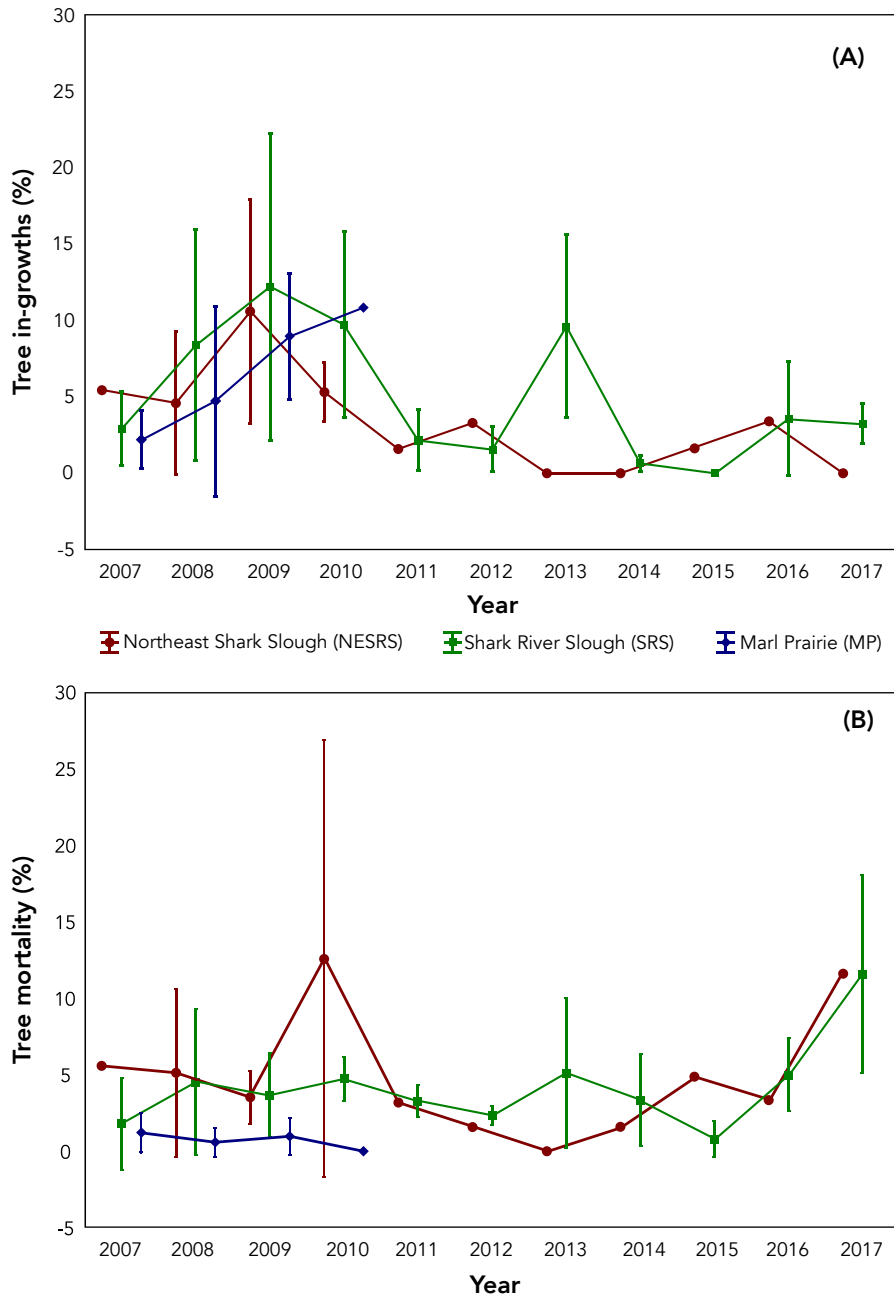 (A)
Tree in-growths (%)
30
25
20
15
10
5
0
-5
2007 2008 2009 2010 2011 2012 2013 2014 2015 2016 2017
Year
Northeast Shark Slough (NESRS) Shark River Slough (SRS) Marl Prairie (MP)
(B)
Tree mortality (%)
30
25
20
15
10
5
0
-5
2007 2008 2009 2010 2011 2012 2013 2014 2015 2016 2017
Year